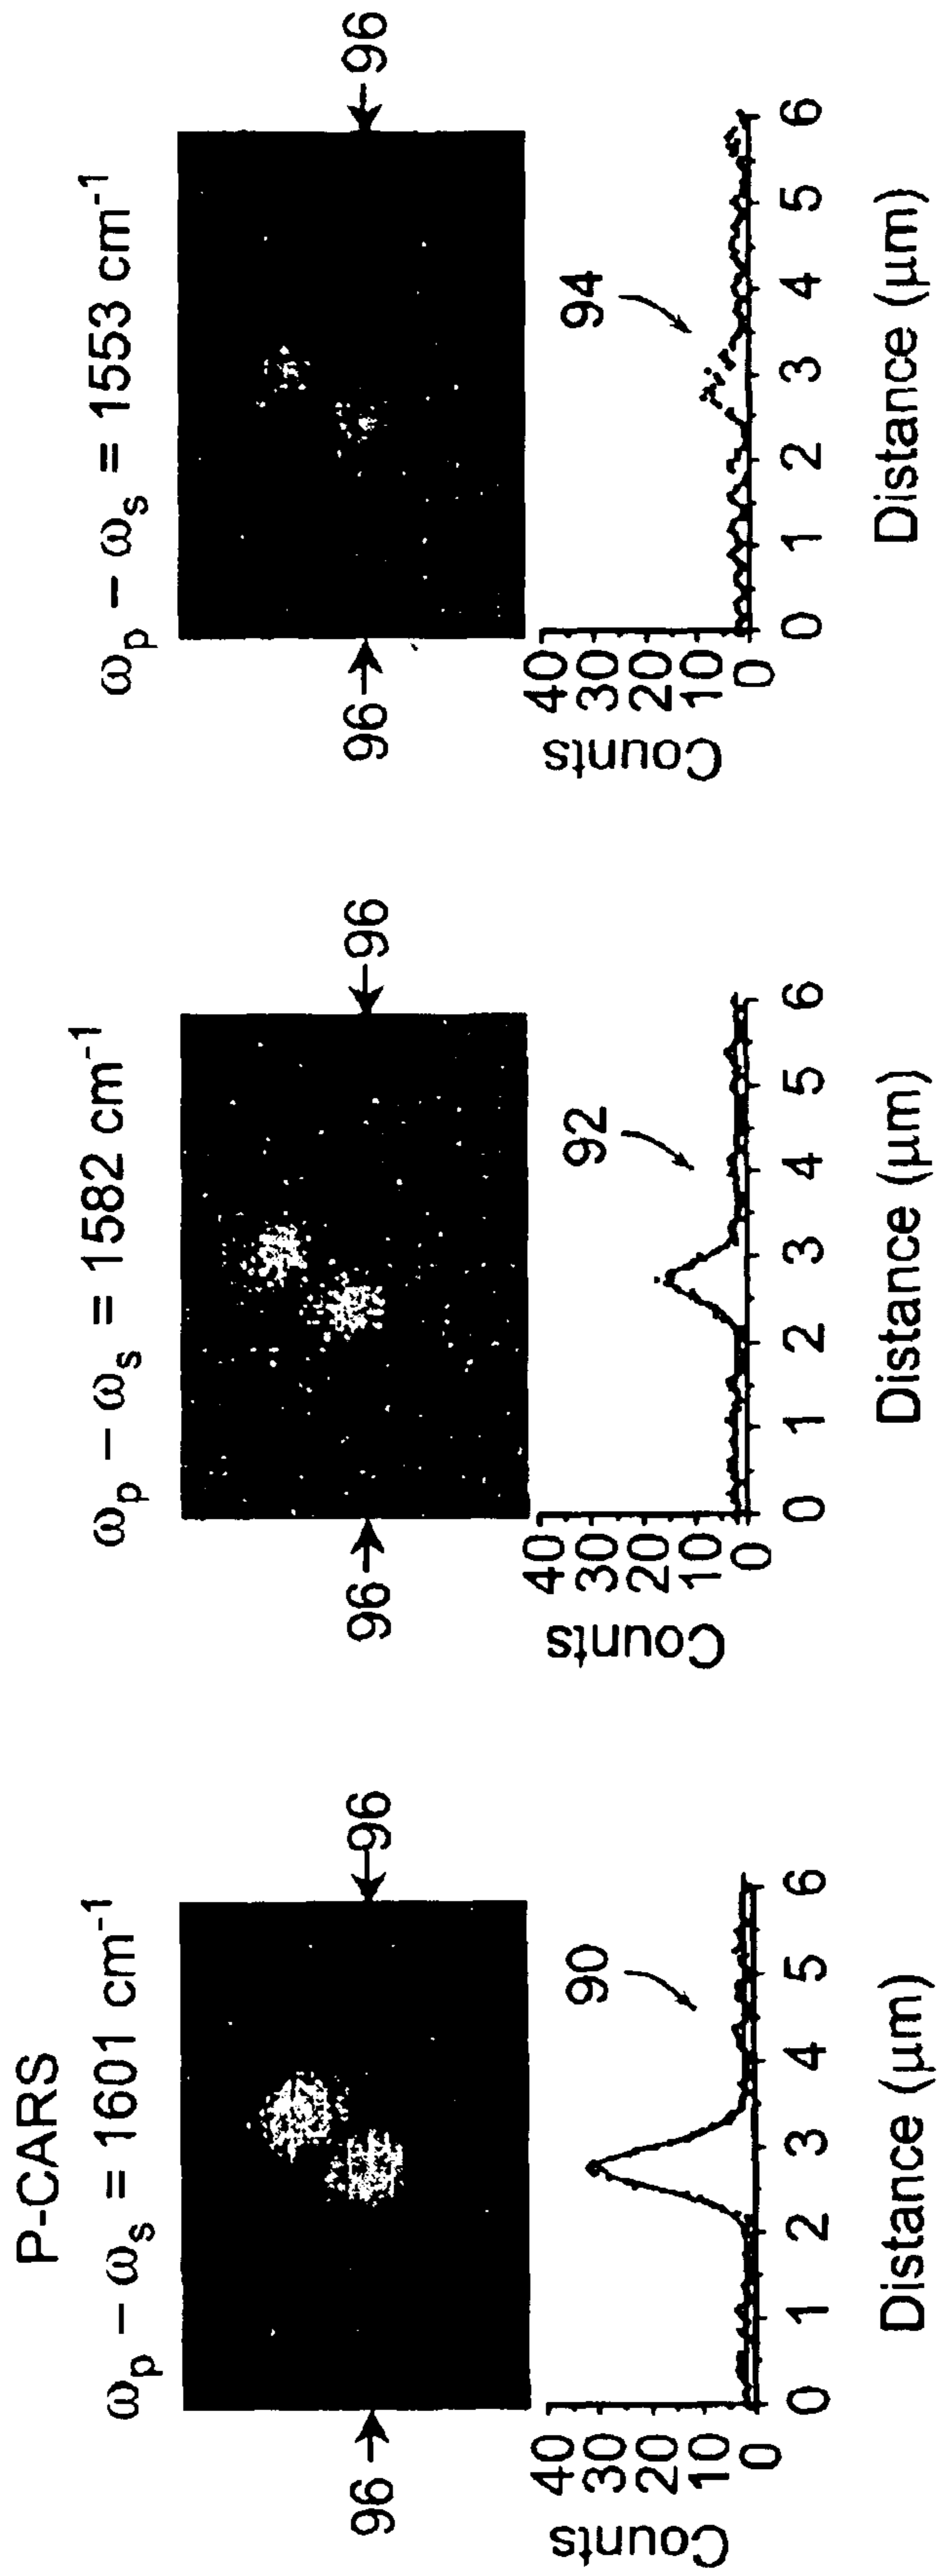 P-CARS
ωp – ωs = 1601 cm-1
96
96
40
30
20
10
0
Counts
90
0 1 2 3 4 5 6
Distance (μm)
ωp – ωs = 1582 cm-1
96
96
40
30
20
10
0
Counts
92
0 1 2 3 4 5 6
Distance (μm)
ωp – ωs = 1553 cm-1
96
96
40
30
20
10
0
Counts
94
0 1 2 3 4 5 6
Distance (μm)